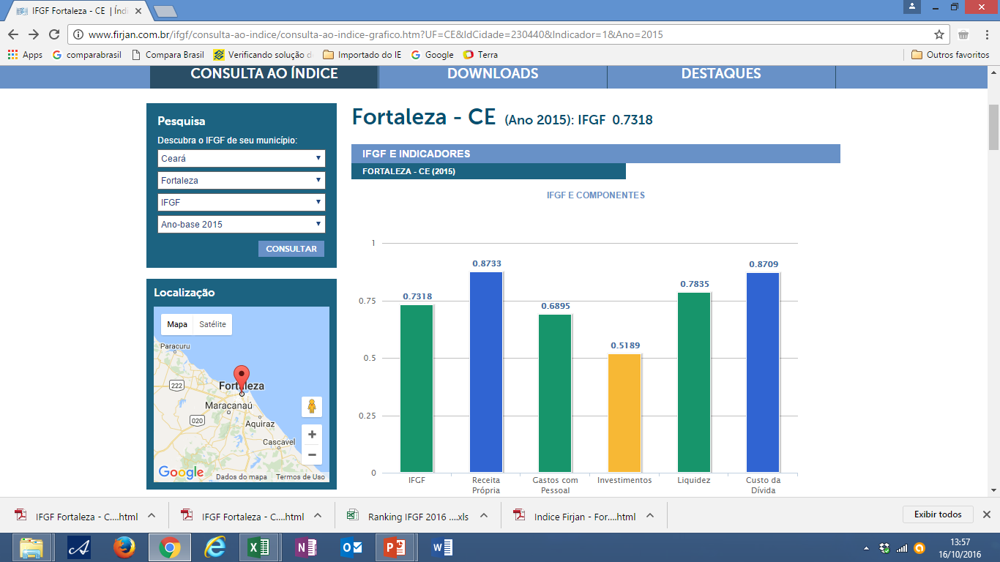 IFGF Fortaleza - CE | Índi
www.firjan.com.br/ifgf/consulta-ao-indice/consulta-ao-indice-grafico.htm?UF=CE&IdCidade=230440&Indicador=1&Ano=2015
Apps comparabrasil Compara Brasil Verificando solução d Importado do IE Google Terra Outros favoritos
CONSULTA AO ÍNDICE DOWNLOADS DESTAQUES
Pesquisa
Descubra o IFGF de seu município:
Ceará
Fortaleza
IFGF
Ano-base 2015
CONSULTAR
Localização
Mapa Satélite
Paracuru
222
Fortaleza
Maracanaú
020
Aquiraz
Cascavel
+
−
Google Dados do mapa Termos de Uso
Fortaleza - CE (Ano 2015): IFGF 0.7318
IFGF E INDICADORES
FORTALEZA - CE (2015)
IFGF E COMPONENTES
1
0.75
0.5
0.25
0
0.7318
0.8733
0.6895
0.5189
0.7835
0.8709
IFGF
Receita
Própria
Gastos com
Pessoal
Investimentos
Liquidez
Custo da
Dívida
IFGF Fortaleza - C....html IFGF Fortaleza - C....html Ranking IFGF 2016 ....xls Indice Firjan - For....html Exibir todos
13:57
16/10/2016